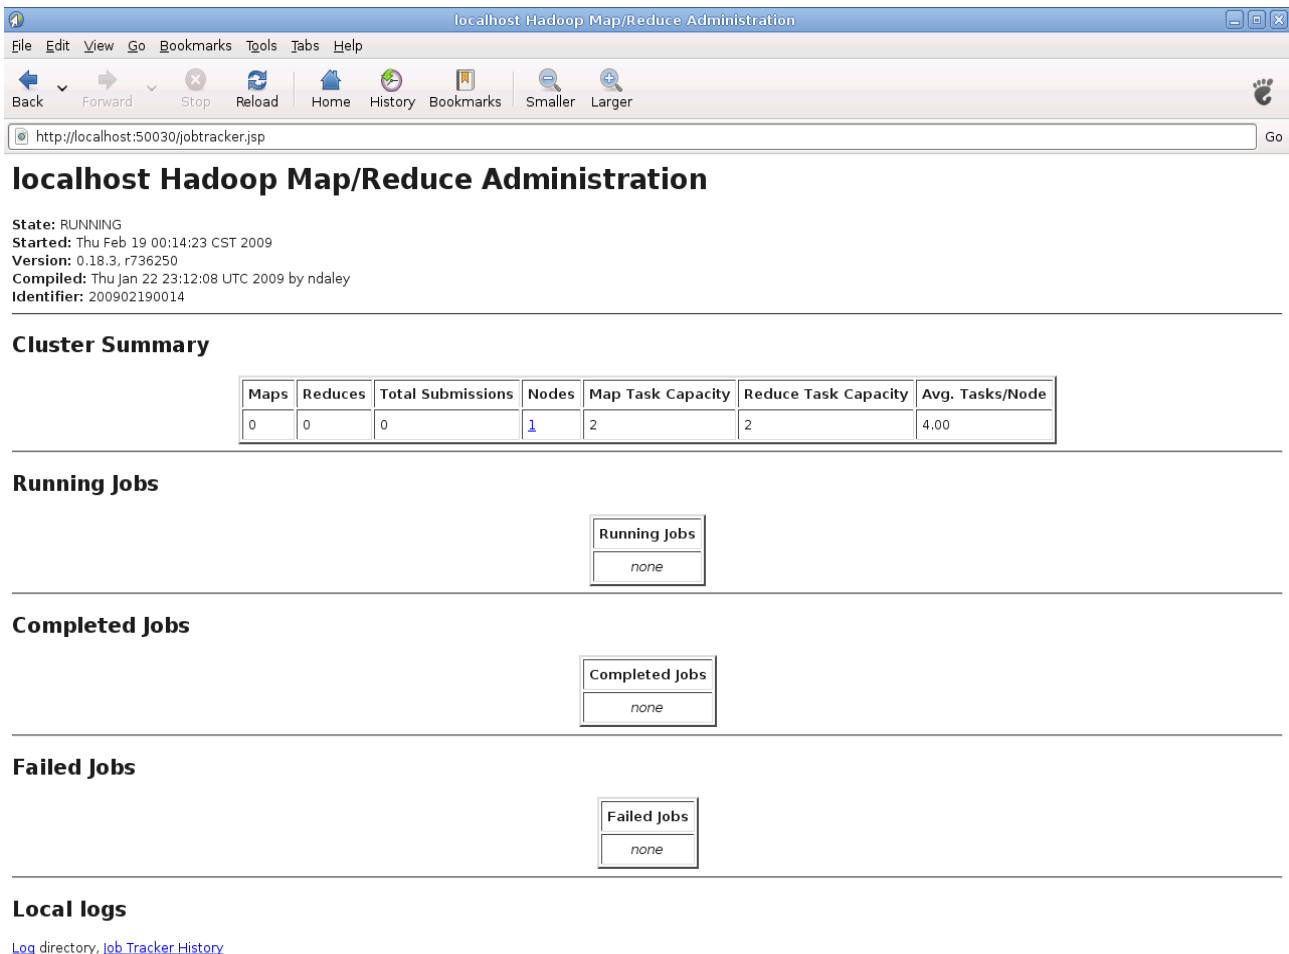 localhost Hadoop Map/Reduce Administration
File Edit View Go Bookmarks Tools Tabs Help
Back Forward Stop Reload Home History Bookmarks Smaller Larger
http://localhost:50030/jobtracker.jsp Go
localhost Hadoop Map/Reduce Administration
State: RUNNING
Started: Thu Feb 19 00:14:23 CST 2009
Version: 0.18.3, r736250
Compiled: Thu Jan 22 23:12:08 UTC 2009 by ndaley
Identifier: 200902190014
Cluster Summary
Maps Reduces Total Submissions Nodes Map Task Capacity Reduce Task Capacity Avg. Tasks/Node
0 0 0 1 2 2 4.00
Running Jobs
Running Jobs
none
Completed Jobs
Completed Jobs
none
Failed Jobs
Failed Jobs
none
Local logs
Log directory, Job Tracker History